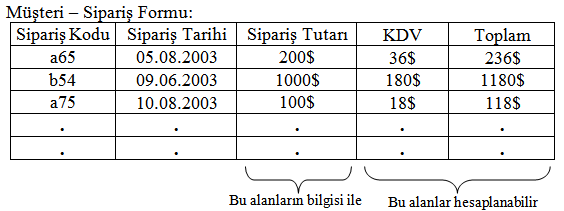 Müşteri – Sipariş Formu:
Sipariş Kodu Sipariş Tarihi Sipariş Tutarı KDV Toplam
a65 05.08.2003 200$ 36$ 236$
b54 09.06.2003 1000$ 180$ 1180$
a75 10.08.2003 100$ 18$ 118$
. . . . .
. . . . .
Bu alanların bilgisi ile Bu alanlar hesaplanabilir